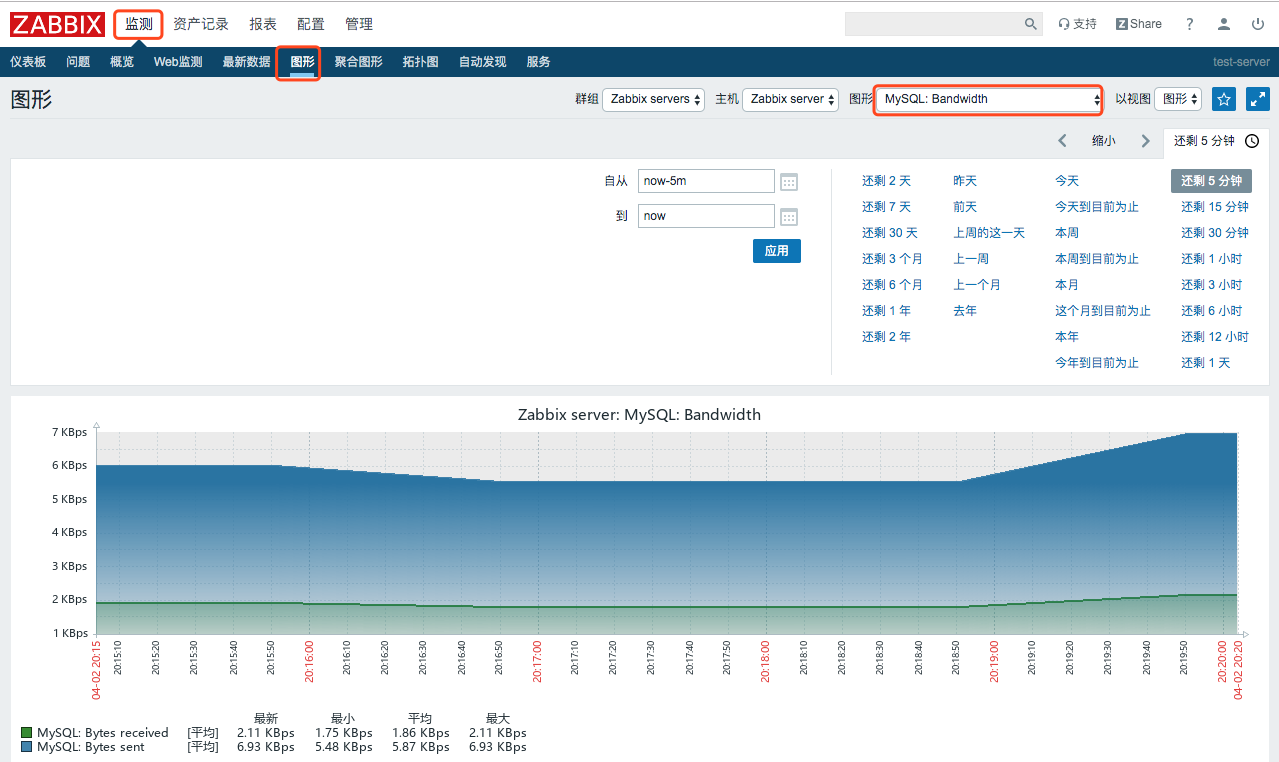 ZABBIX 监测 资产记录 报表 配置 管理 支持 Z Share ?
仪表板 问题 概览 Web监测 最新数据 图形 聚合图形 拓扑图 自动发现 服务 test-server
图形 群组 Zabbix servers 主机 Zabbix server 图形 MySQL: Bandwidth 以视图 图形
缩小 还剩 5 分钟
自从 now-5m 还剩 2 天 昨天 今天 还剩 5 分钟
还剩 7 天 前天 今天到目前为止 还剩 15 分钟
到 now 还剩 30 天 上周的这一天 本周 还剩 30 分钟
应用 还剩 3 个月 上一周 本周到目前为止 还剩 1 小时
还剩 6 个月 上一个月 本月 还剩 3 小时
还剩 1 年 去年 这个月到目前为止 还剩 6 小时
还剩 2 年 本年 还剩 12 小时
今年到目前为止 还剩 1 天
Zabbix server: MySQL: Bandwidth
7 KBps
6 KBps
5 KBps
4 KBps
3 KBps
2 KBps
1 KBps
04-02 20:15 20:15:10 20:15:20 20:15:30 20:15:40 20:15:50 20:16:00 20:16:10 20:16:20 20:16:30 20:16:40 20:16:50 20:17:00 20:17:10 20:17:20 20:17:30 20:17:40 20:17:50 20:18:00 20:18:10 20:18:20 20:18:30 20:18:40 20:18:50 20:19:00 20:19:10 20:19:20 20:19:30 20:19:40 20:19:50 20:20:00 04-02 20:20
最新 最小 平均 最大
MySQL: Bytes received [平均] 2.11 KBps 1.75 KBps 1.86 KBps 2.11 KBps
MySQL: Bytes sent [平均] 6.93 KBps 5.48 KBps 5.87 KBps 6.93 KBps